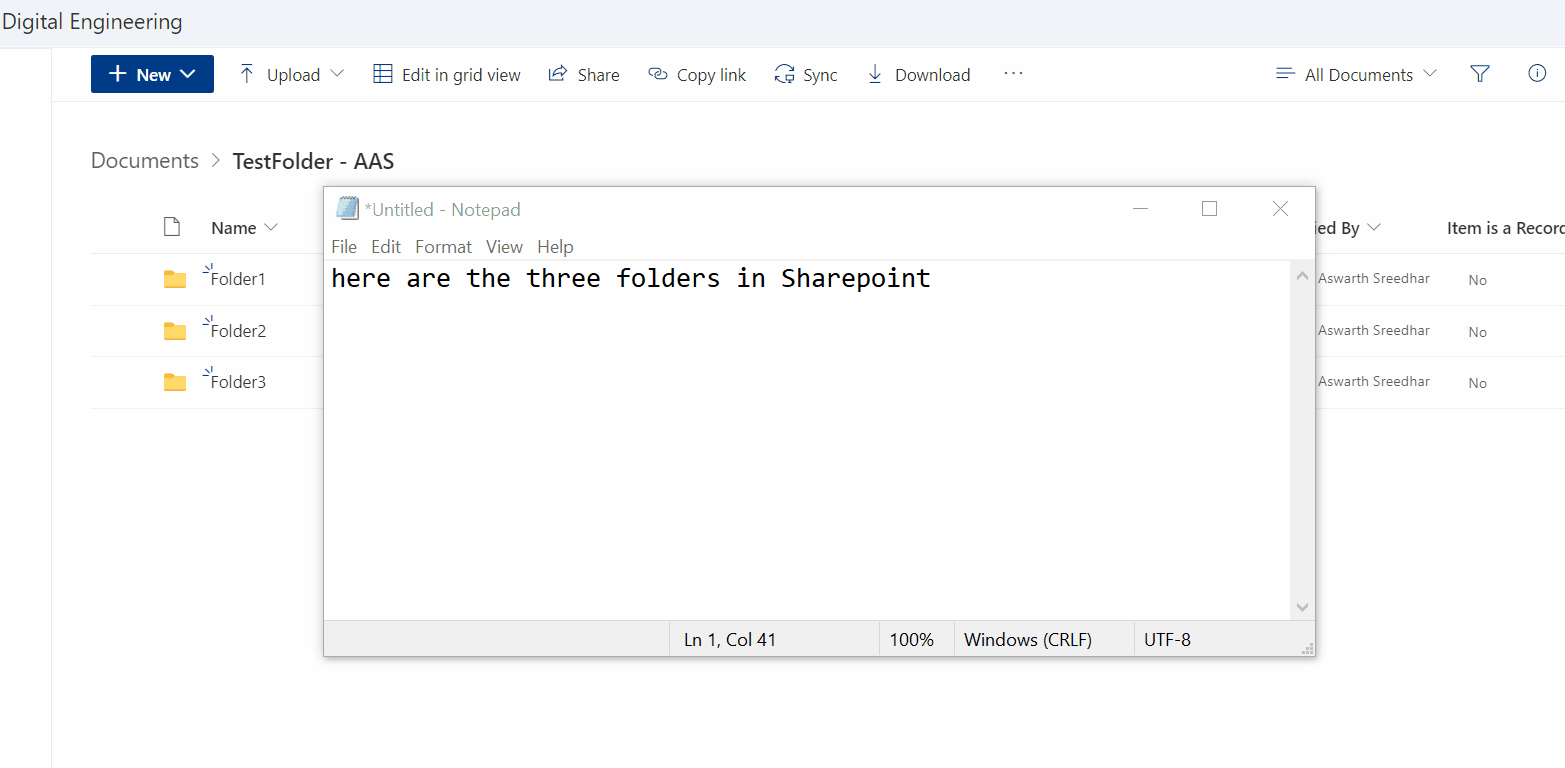 Digital Engineering
New
Upload
Edit in grid view
Share
Copy link
Sync
Download
All Documents
Documents > TestFolder - AAS
Name
ied By
Item is a Record
Folder1
Aswarth Sreedhar
No
Folder2
Aswarth Sreedhar
No
Folder3
Aswarth Sreedhar
No
*Untitled - Notepad
File Edit Format View Help
here are the three folders in Sharepoint
Ln 1, Col 41
100%
Windows (CRLF)
UTF-8